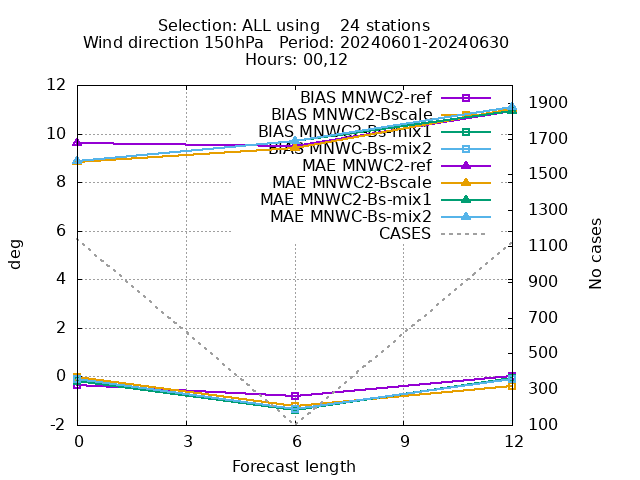 Selection: ALL using    24 stations
Wind direction 150hPa   Period: 20240601-20240630
Hours: 00,12
BIAS MNWC2-ref
BIAS MNWC2-Bscale
BIAS MNWC2-Bs-mix1
BIAS MNWC-Bs-mix2
MAE MNWC2-ref
MAE MNWC2-Bscale
MAE MNWC2-Bs-mix1
MAE MNWC-Bs-mix2
CASES
12
10
8
6
4
2
0
-2
deg
1900
1700
1500
1300
1100
900
700
500
300
100
No cases
0 3 6 9 12
Forecast length